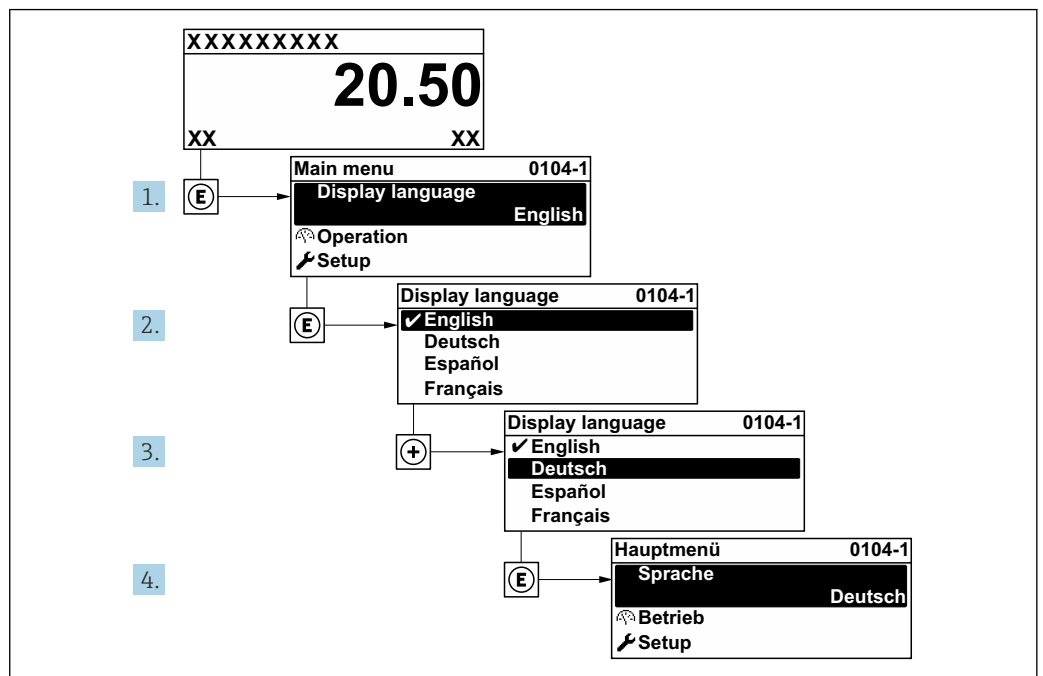 XXXXXXXXX
20.50
XX XX
1. E
Main menu 0104-1
Display language
English
Operation
Setup
2. E
Display language 0104-1
✔English
Deutsch
Español
Français
3. +
Display language 0104-1
✔English
Deutsch
Español
Français
4. E
Hauptmenü 0104-1
Sprache
Deutsch
Betrieb
Setup